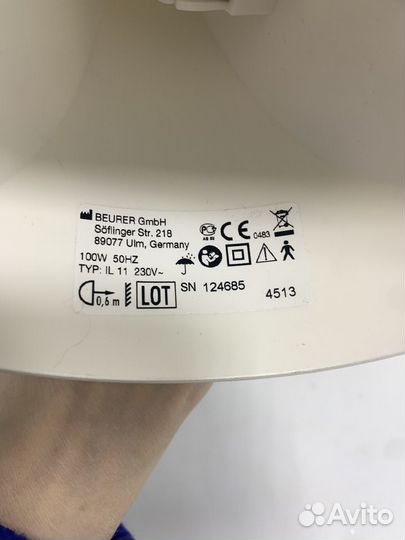 BEURER GmbH
Söflinger Str. 218
89077 Ulm, Germany
100W 50HZ
TYP: IL 11 230V~
0,6 m
LOT
SN 124685
4513
CE 0483
Avito